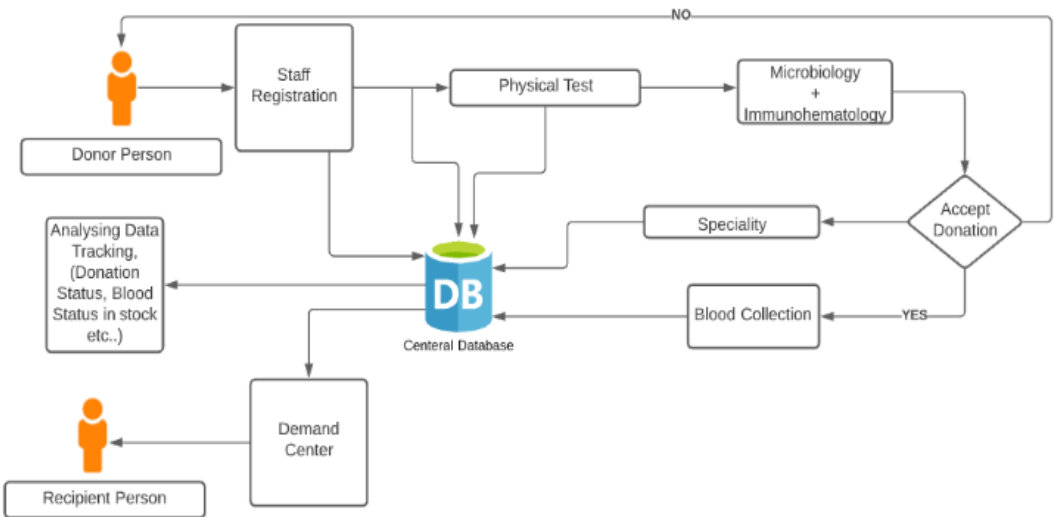 NO
Staff
Registration
Physical Test
Microbiology
+
Immunohematology
Donor Person
Accept
Donation
Speciality
Analysing Data
Tracking,
(Donation
Status, Blood
Status in stock
etc..)
DB
Blood Collection
YES
Centeral Database
Demand
Center
Recipient Person